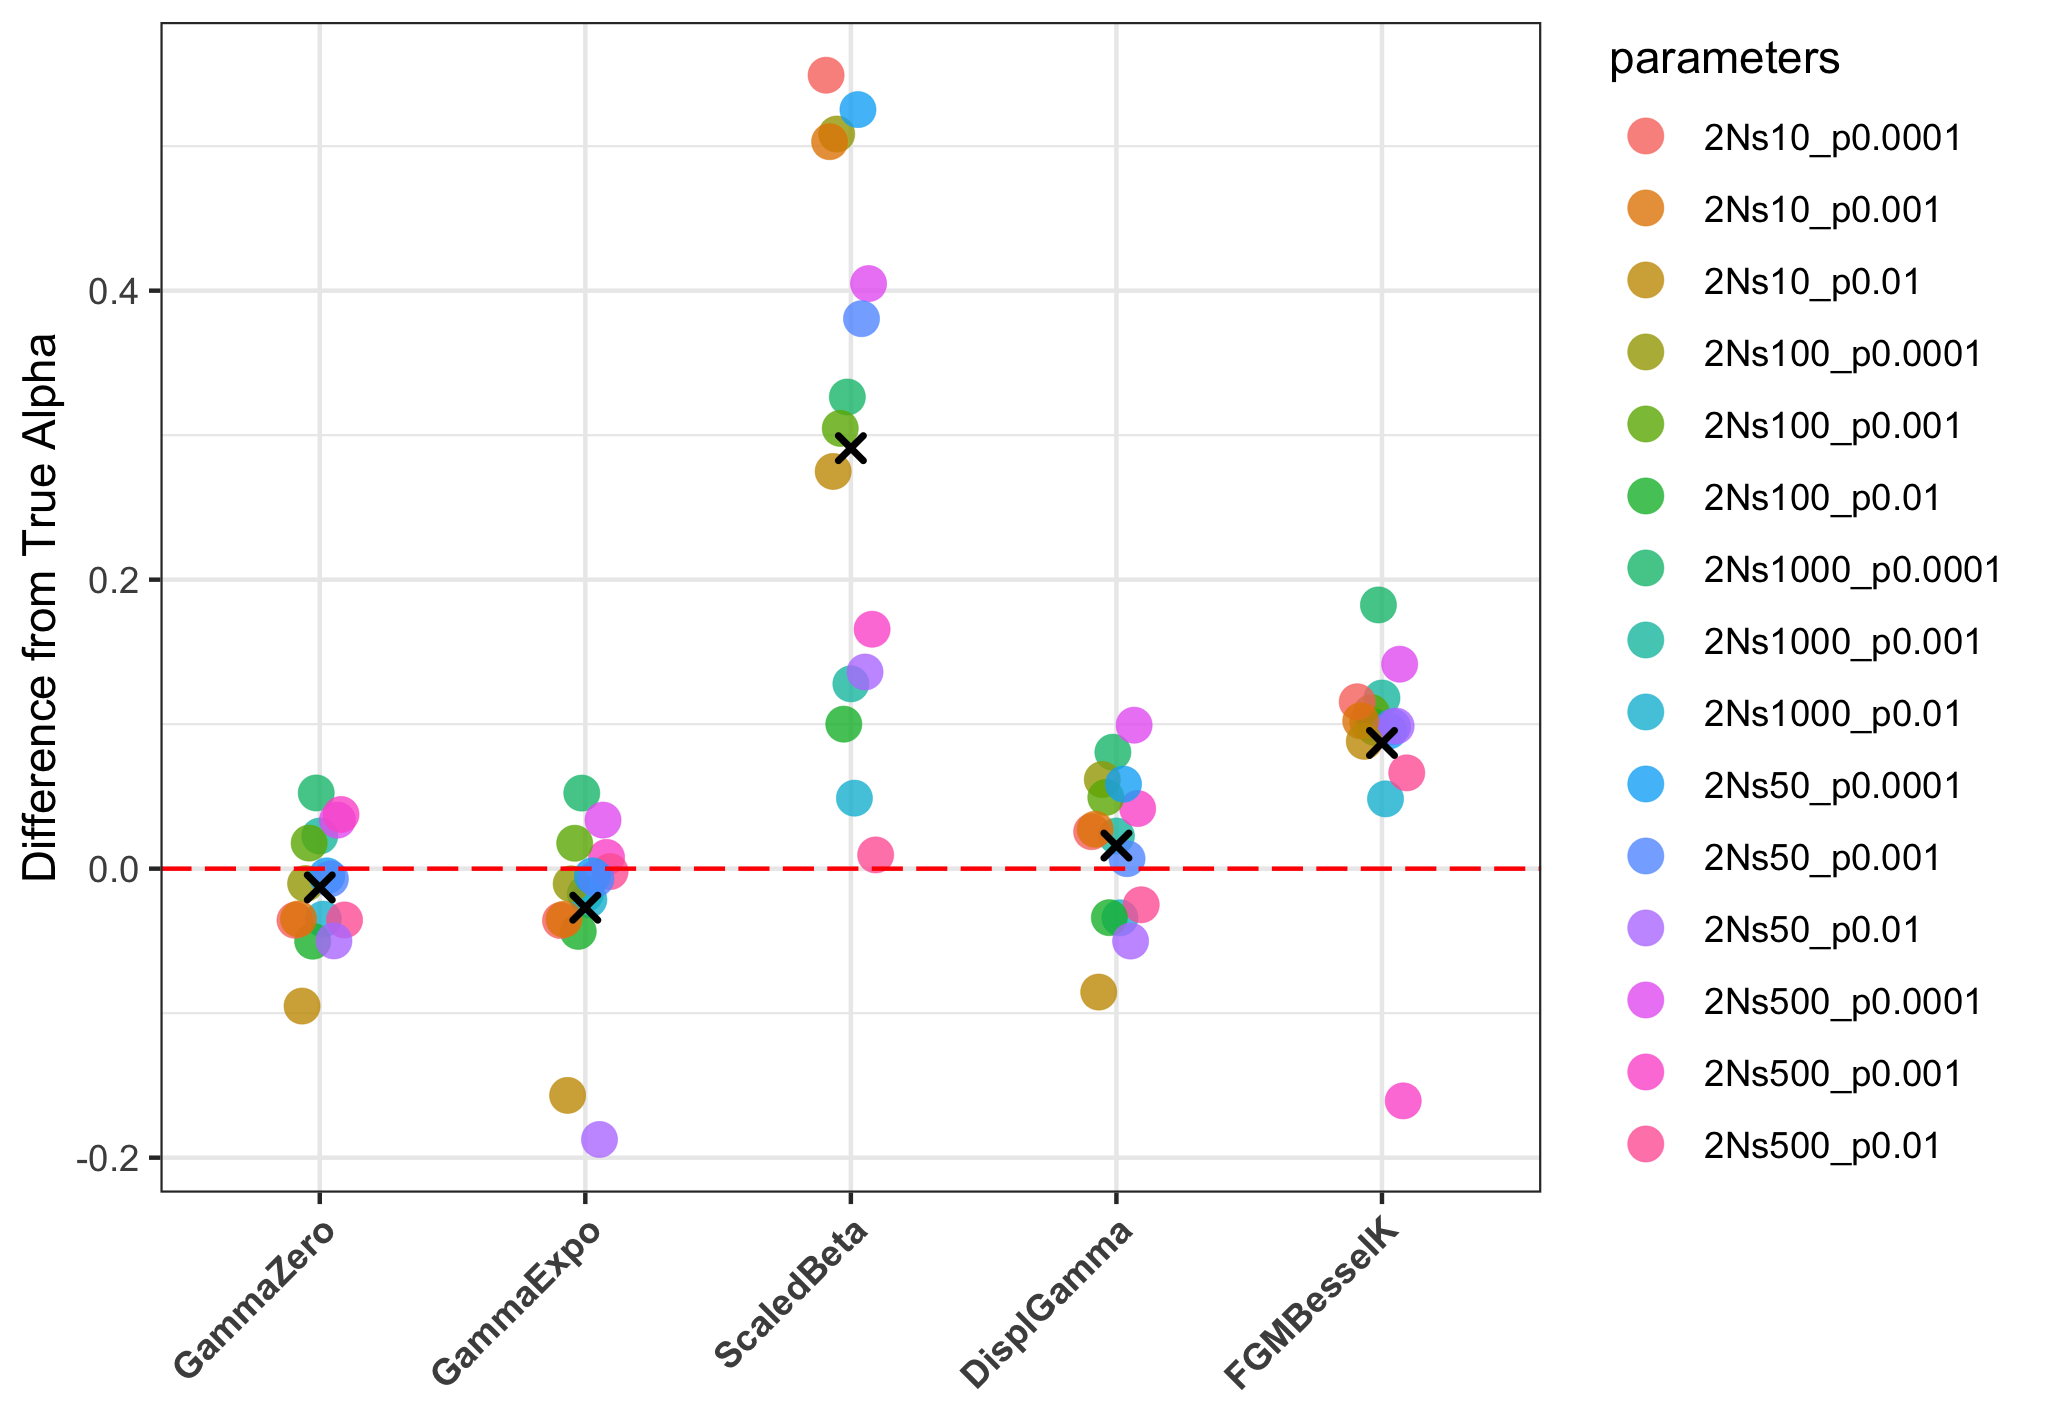 Difference from True Alpha
0.4
0.2
0.0
-0.2
GammaZero
GammaExpo
ScaledBeta
DisplGamma
FGMBesselK
parameters
2Ns10_p0.0001
2Ns10_p0.001
2Ns10_p0.01
2Ns100_p0.0001
2Ns100_p0.001
2Ns100_p0.01
2Ns1000_p0.0001
2Ns1000_p0.001
2Ns1000_p0.01
2Ns50_p0.0001
2Ns50_p0.001
2Ns50_p0.01
2Ns500_p0.0001
2Ns500_p0.001
2Ns500_p0.01